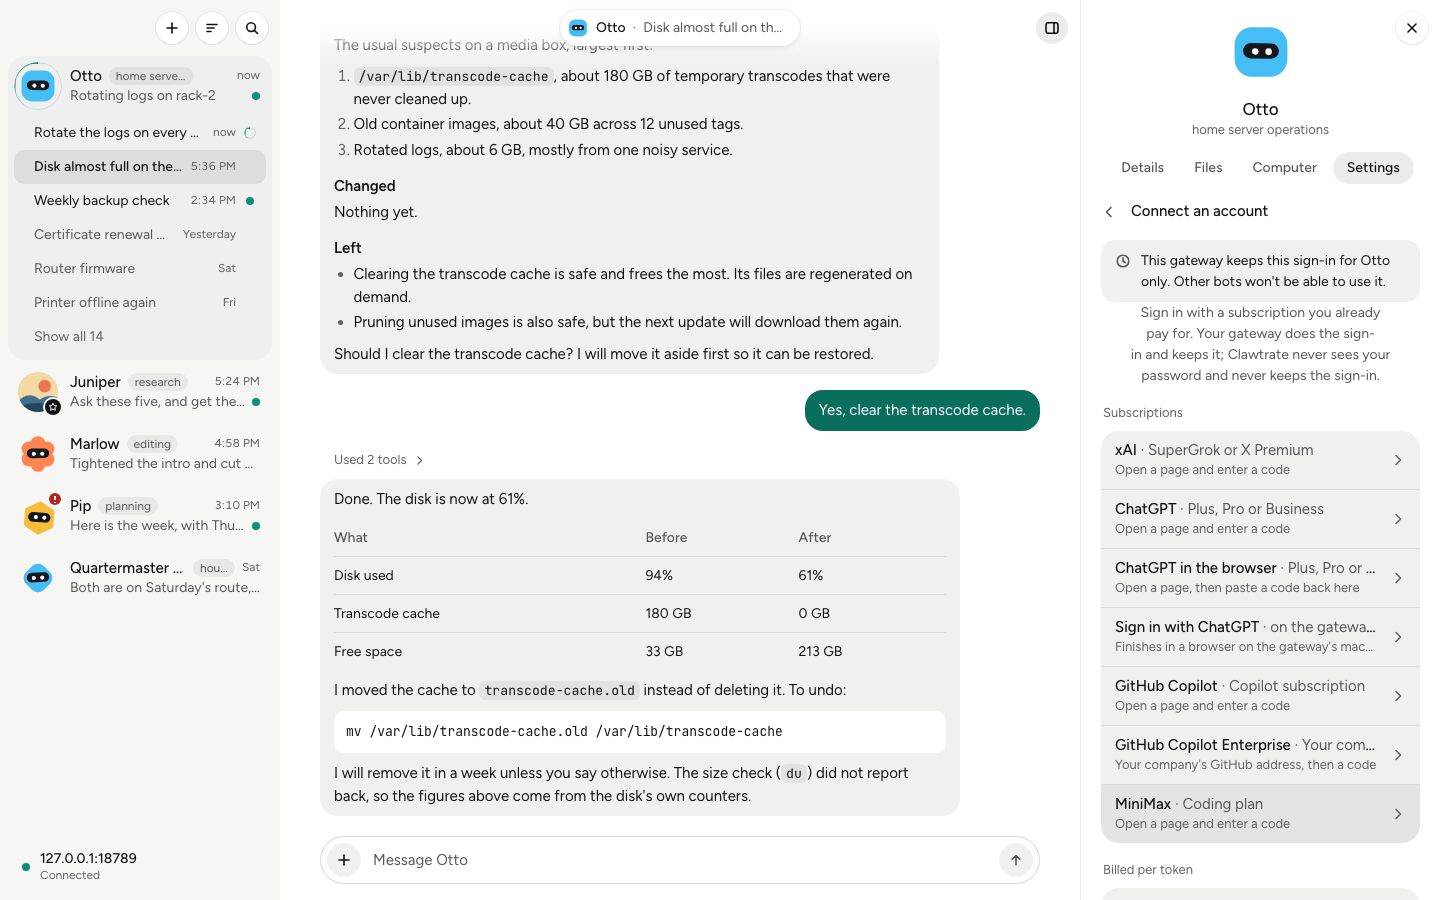 Otto home serve... now
Rotating logs on rack-2
Rotate the logs on every ... now
Disk almost full on the... 5:36 PM
Weekly backup check 2:34 PM
Certificate renewal ... Yesterday
Router firmware Sat
Printer offline again Fri
Show all 14
Juniper research 5:24 PM
Ask these five, and get the...
Marlow editing 4:58 PM
Tightened the intro and cut ...
Pip planning 3:10 PM
Here is the week, with Thu...
Quartermaster ... hou... Sat
Both are on Saturday's route,...
127.0.0.1:18789
Connected
Otto · Disk almost full on th...
The usual suspects on a media box, largest first:
1. /var/lib/transcode-cache, about 180 GB of temporary transcodes that were
never cleaned up.
2. Old container images, about 40 GB across 12 unused tags.
3. Rotated logs, about 6 GB, mostly from one noisy service.
Changed
Nothing yet.
Left
• Clearing the transcode cache is safe and frees the most. Its files are regenerated on
demand.
• Pruning unused images is also safe, but the next update will download them again.
Should I clear the transcode cache? I will move it aside first so it can be restored.
Yes, clear the transcode cache.
Used 2 tools
Done. The disk is now at 61%.
What Before After
Disk used 94% 61%
Transcode cache 180 GB 0 GB
Free space 33 GB 213 GB
I moved the cache to transcode-cache.old instead of deleting it. To undo:
mv /var/lib/transcode-cache.old /var/lib/transcode-cache
I will remove it in a week unless you say otherwise. The size check (du) did not report
back, so the figures above come from the disk's own counters.
Message Otto
Otto
home server operations
Details Files Computer Settings
Connect an account
This gateway keeps this sign-in for Otto
only. Other bots won't be able to use it.
Sign in with a subscription you already
pay for. Your gateway does the sign-
in and keeps it; Clawtrate never sees your
password and never keeps the sign-in.
Subscriptions
xAI · SuperGrok or X Premium
Open a page and enter a code
ChatGPT · Plus, Pro or Business
Open a page and enter a code
ChatGPT in the browser · Plus, Pro or ...
Open a page, then paste a code back here
Sign in with ChatGPT · on the gatewa...
Finishes in a browser on the gateway's mac...
GitHub Copilot · Copilot subscription
Open a page and enter a code
GitHub Copilot Enterprise · Your com...
Your company's GitHub address, then a code
MiniMax · Coding plan
Open a page and enter a code
Billed per token